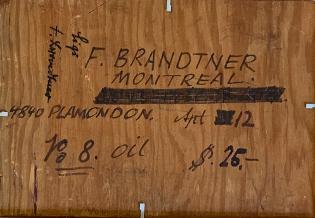 F. BRANDTNER
MONTREAL.
4840 PLAMONDON. Apt 12
No 8. oil
$. 25.-